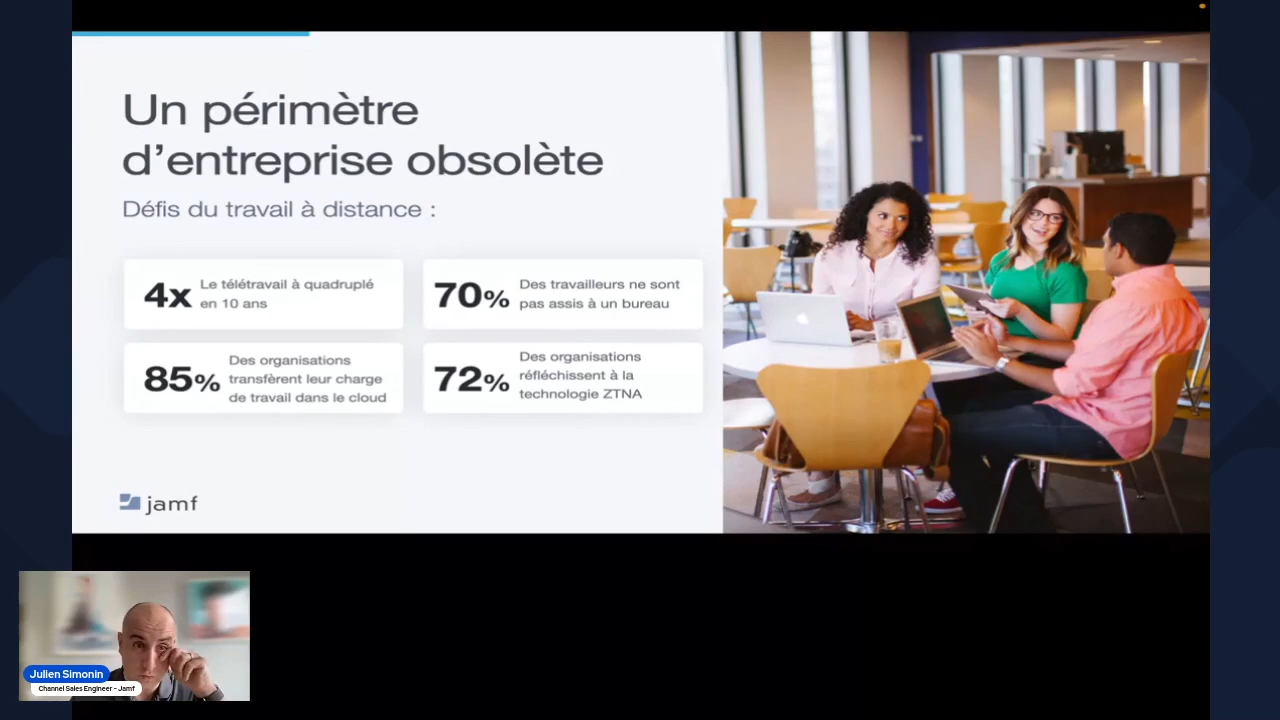 Un périmètre
d'entreprise obsolète
Défis du travail à distance :
4x
Le télétravail à quadruplé
en 10 ans
70%
Des travailleurs ne sont
pas assis à un bureau
85%
Des organisations
transfèrent leur charge
de travail dans le cloud
72%
Des organisations
réfléchissent à la
technologie ZTNA
jamf
Julien Simonin
Channel Sales Engineer - Jamf